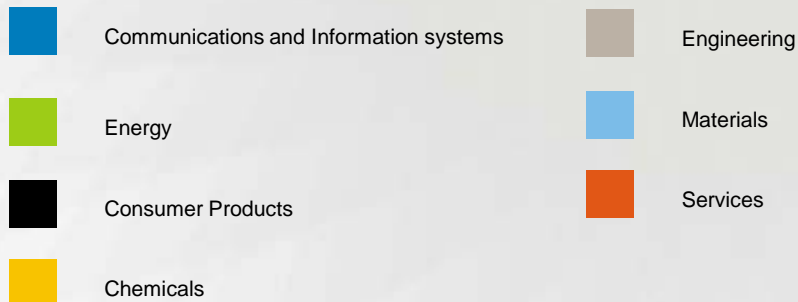 Communications and Information systems
Energy
Consumer Products
Chemicals
Engineering
Materials
Services